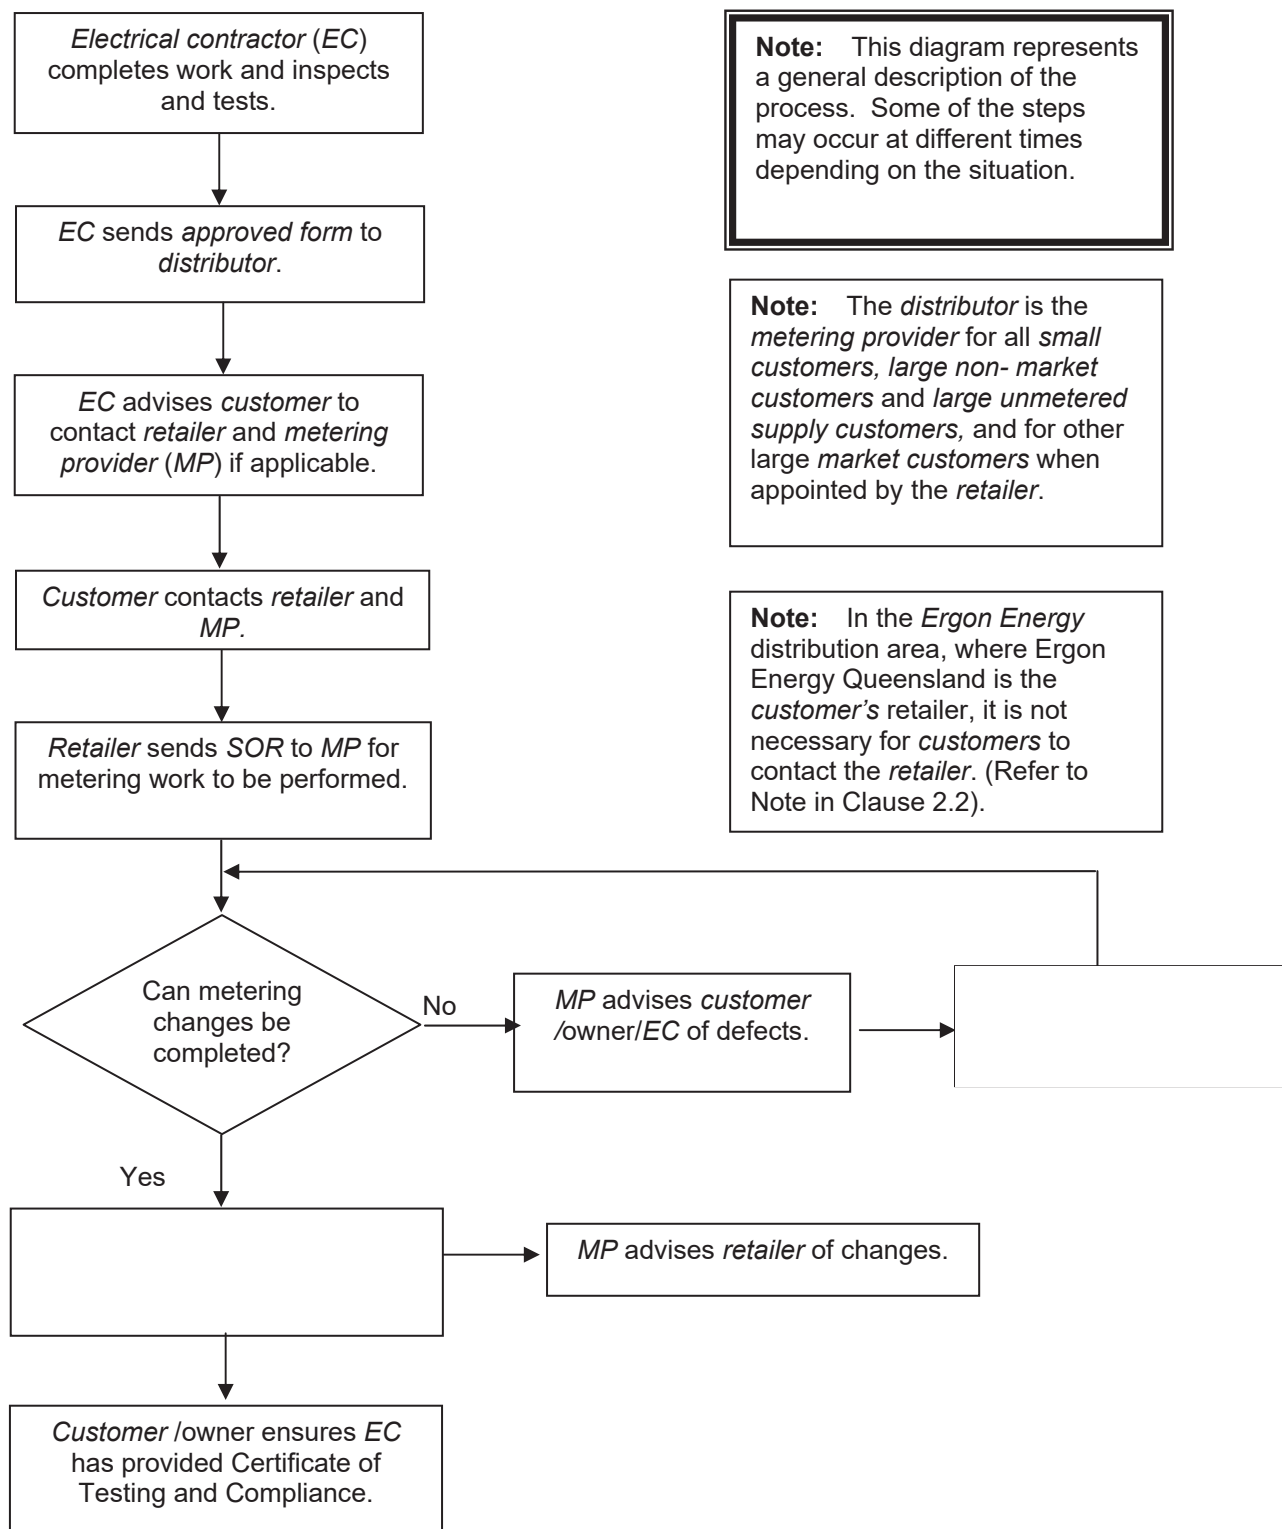 Electrical contractor (EC)
completes work and inspects
and tests.
EC sends approved form to
distributor.
EC advises customer to
contact retailer and metering
provider (MP) if applicable.
Customer contacts retailer and
MP.
Retailer sends SOR to MP for
metering work to be performed.
Can metering
changes be
completed?
No
MP advises customer
/owner/EC of defects.
Yes
MP advises retailer of changes.
Customer /owner ensures EC
has provided Certificate of
Testing and Compliance.
Note: This diagram represents
a general description of the
process. Some of the steps
may occur at different times
depending on the situation.
Note: The distributor is the
metering provider for all small
customers, large non- market
customers and large unmetered
supply customers, and for other
large market customers when
appointed by the retailer.
Note: In the Ergon Energy
distribution area, where Ergon
Energy Queensland is the
customer’s retailer, it is not
necessary for customers to
contact the retailer. (Refer to
Note in Clause 2.2).